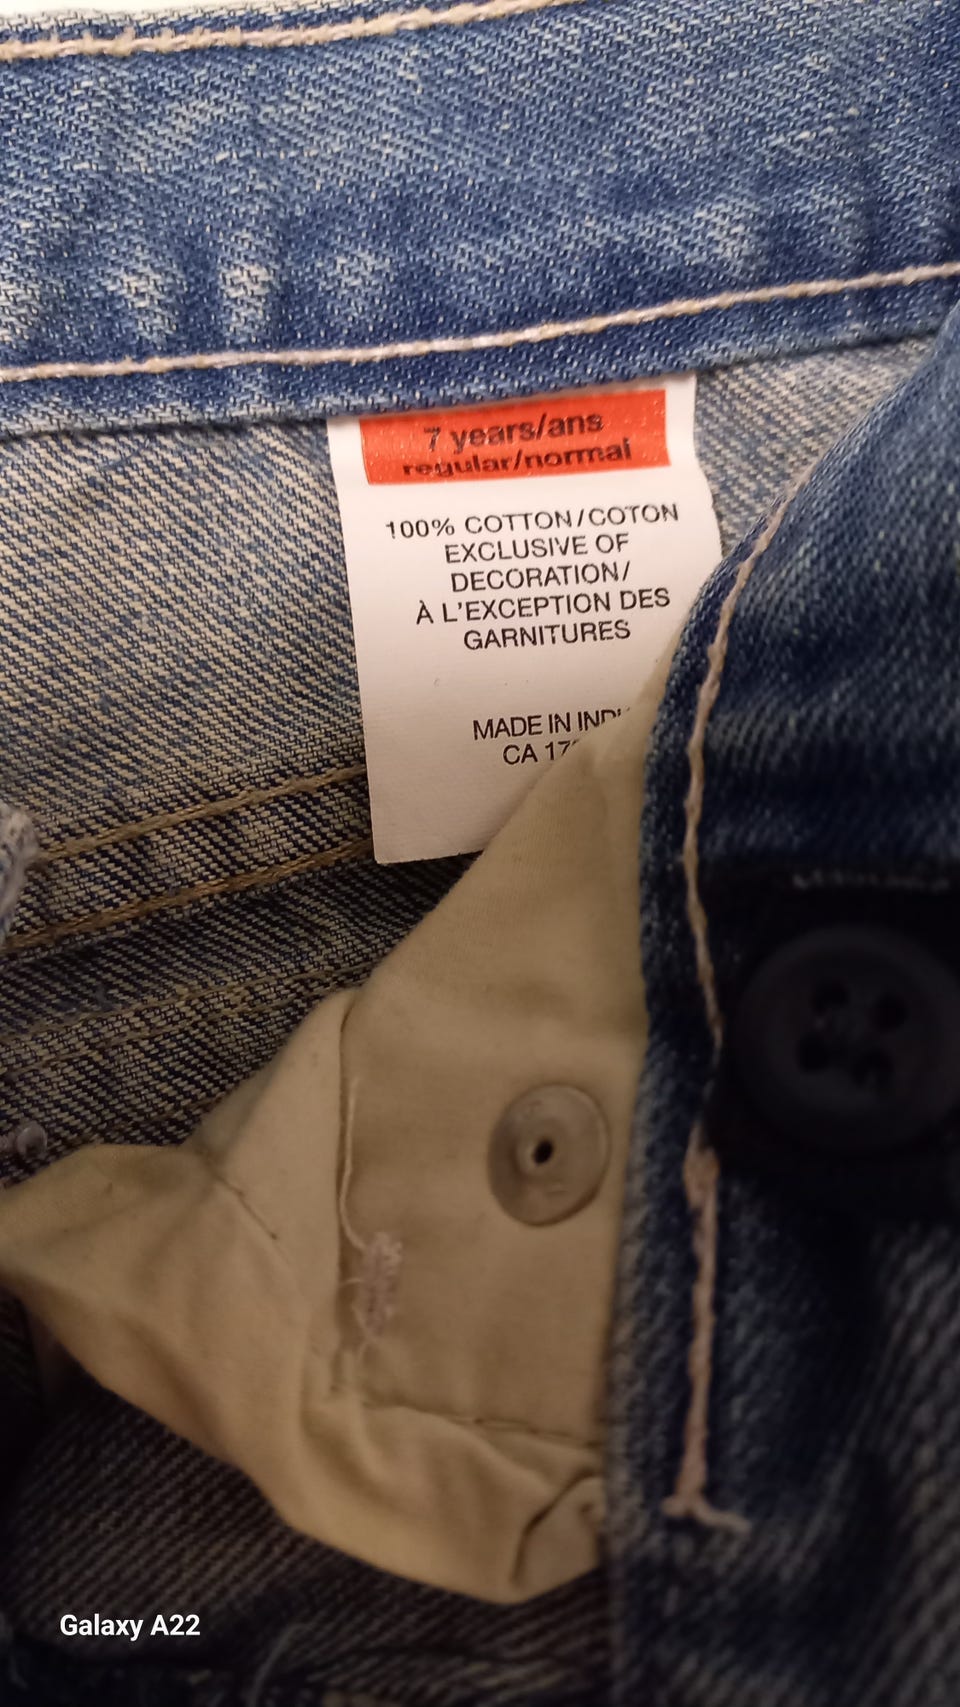 7 years/ans
regular/normal
100% COTTON/COTON
EXCLUSIVE OF
DECORATION/
À L'EXCEPTION DES
GARNITURES
MADE IN
CA
Galaxy A22